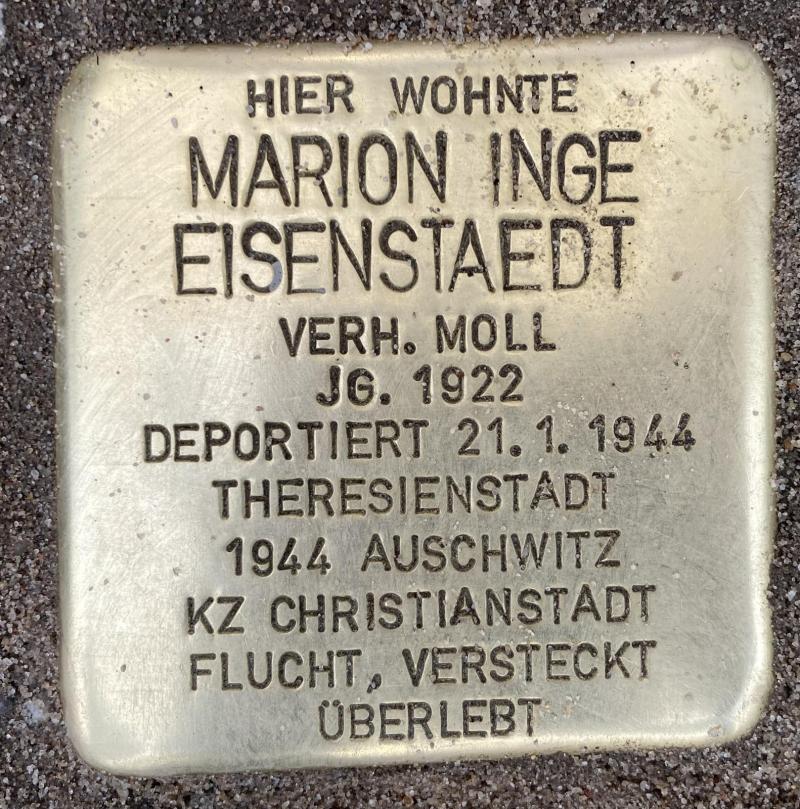 HIER WOHNTE
MARION INGE
EISENSTAEDT
VERH. MOLL
JG. 1922
DEPORTIERT 21.1.1944
THERESIENSTADT
1944 AUSCHWITZ
KZ CHRISTIANSTADT
FLUCHT, VERSTECKT
ÜBERLEBT